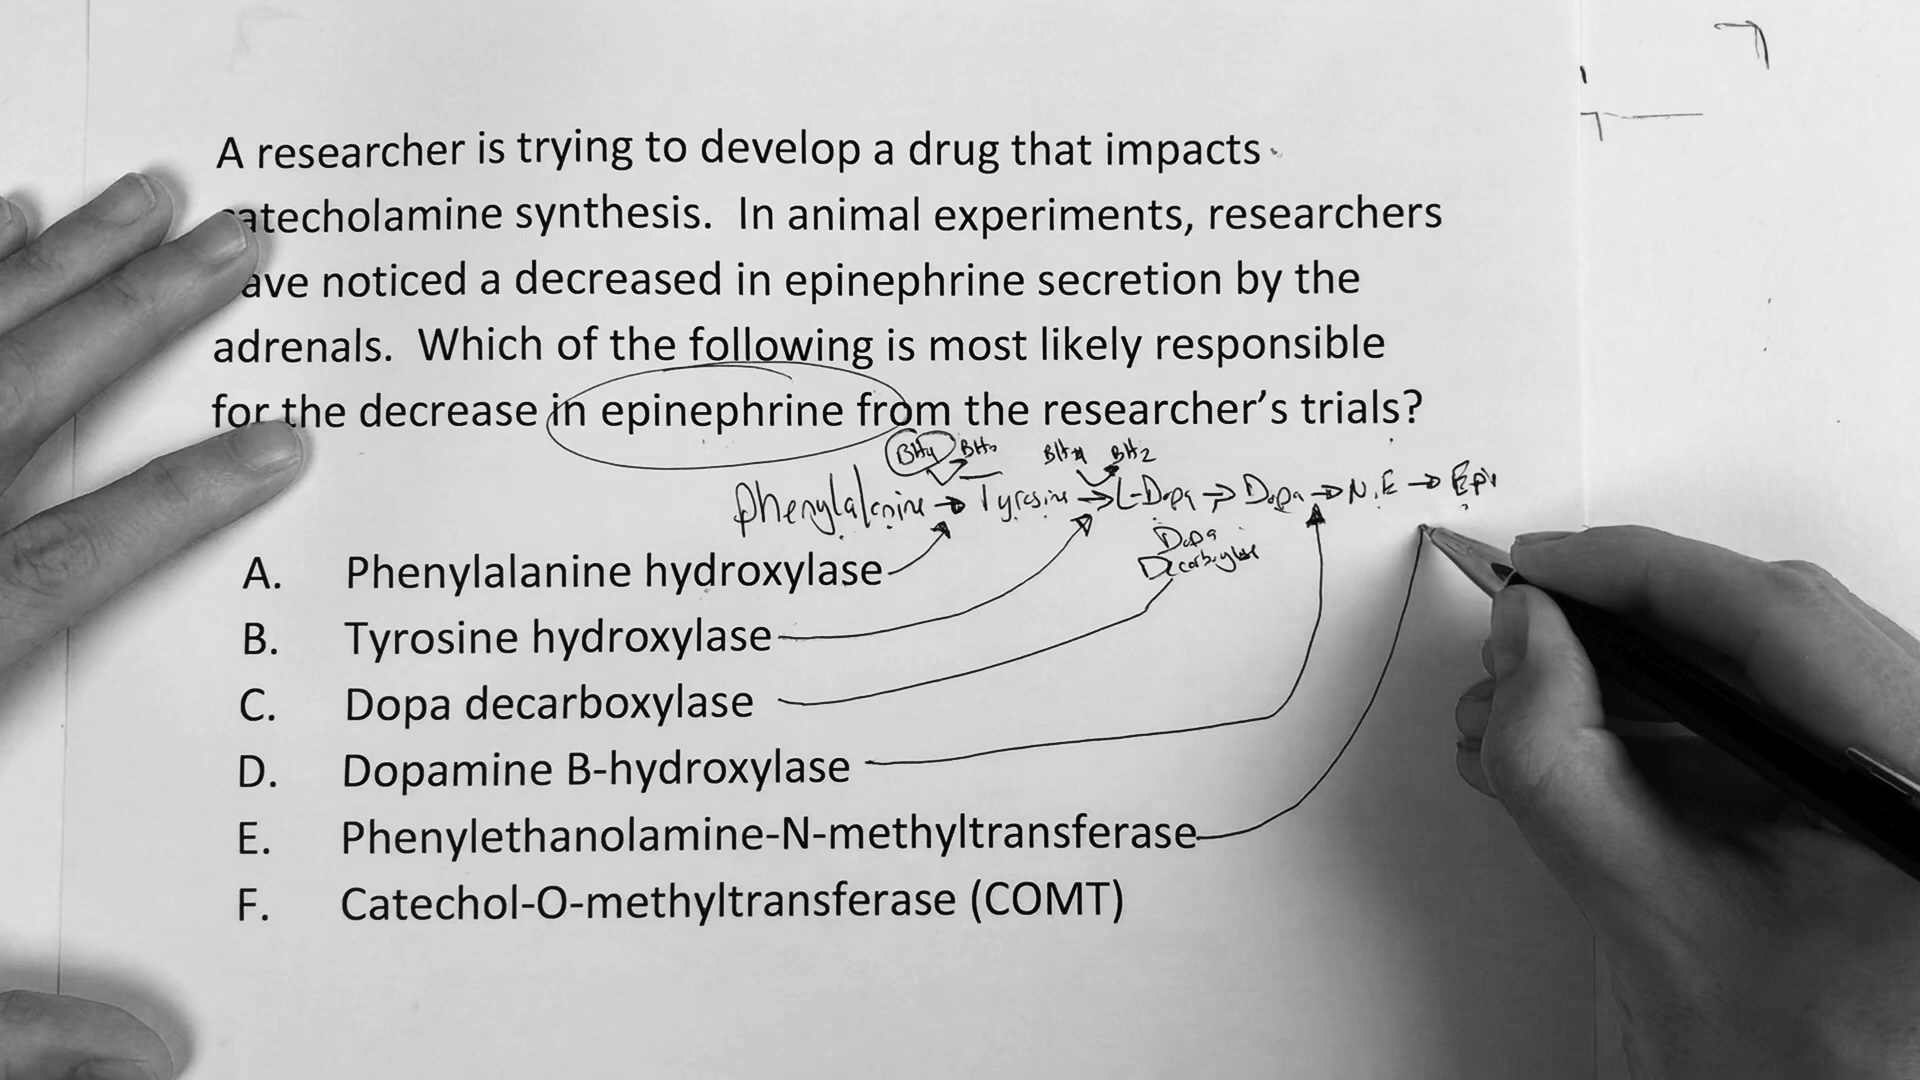 A researcher is trying to develop a drug that impacts
atecholamine synthesis. In animal experiments, researchers
ave noticed a decreased in epinephrine secretion by the
adrenals. Which of the following is most likely responsible
for the decrease in epinephrine from the researcher's trials?
BH4 BH2 BH4 BH2
Phenylalanine → Tyrosine → L-Dopa → Dopa → N.E → Epi
Dopa
Decarboxylase
A. Phenylalanine hydroxylase
B. Tyrosine hydroxylase
C. Dopa decarboxylase
D. Dopamine B-hydroxylase
E. Phenylethanolamine-N-methyltransferase
F. Catechol-O-methyltransferase (COMT)